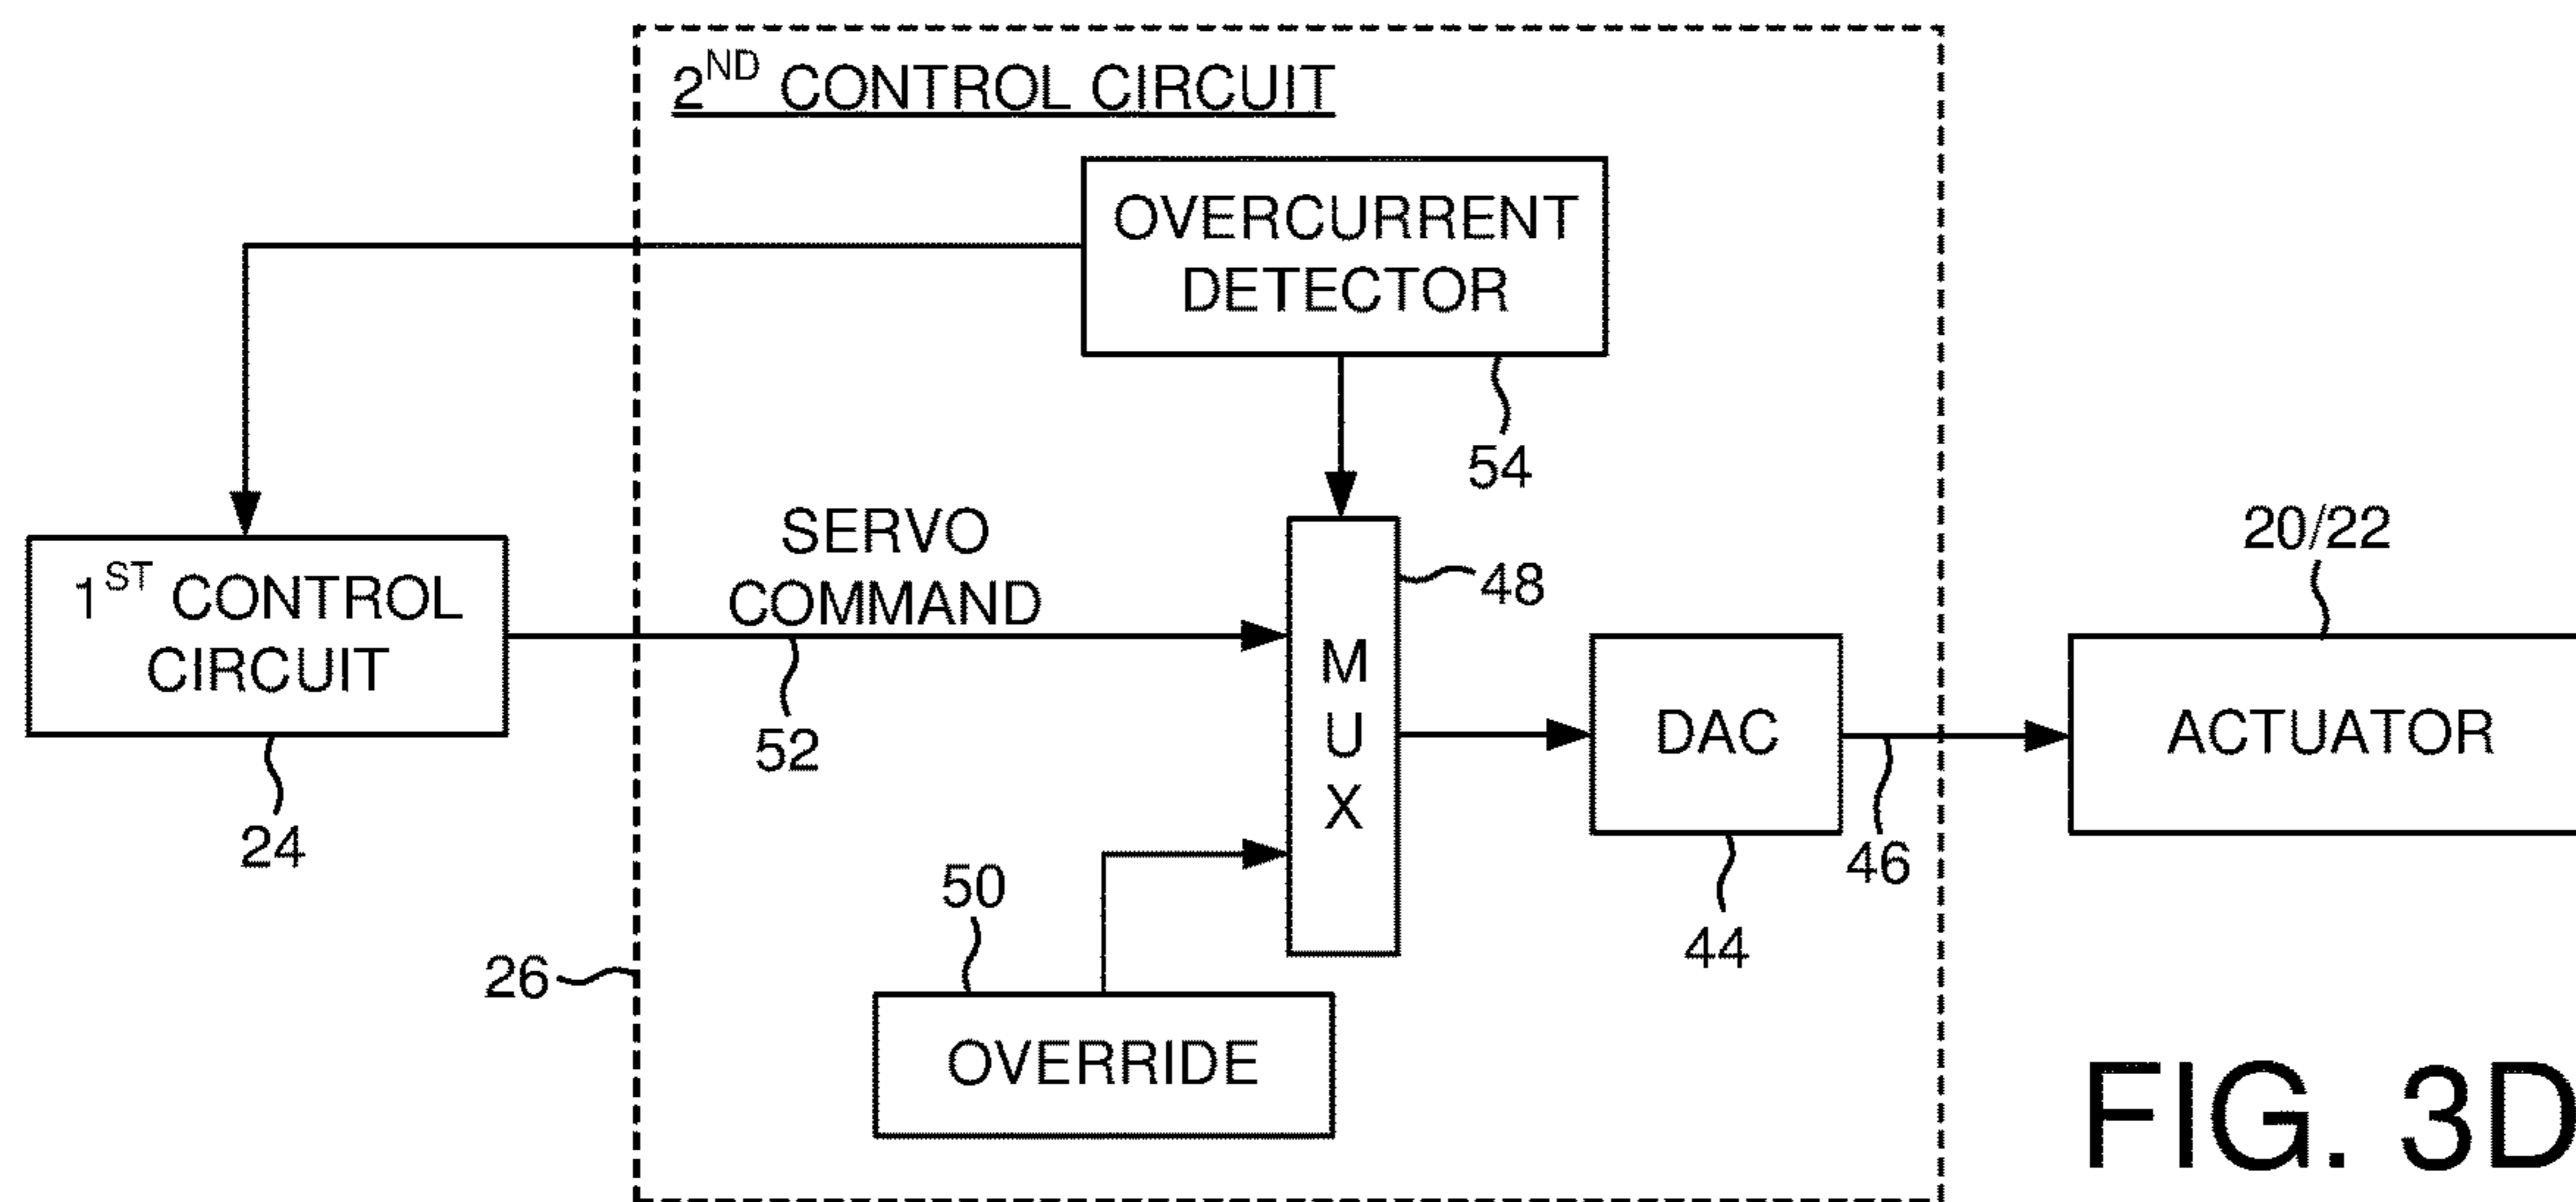 2ND CONTROL CIRCUIT
OVERCURRENT
DETECTOR
54
1ST CONTROL
CIRCUIT
24
SERVO
COMMAND
52
48
M
U
X
DAC
44
46
20/22
ACTUATOR
50
OVERRIDE
26
FIG. 3D